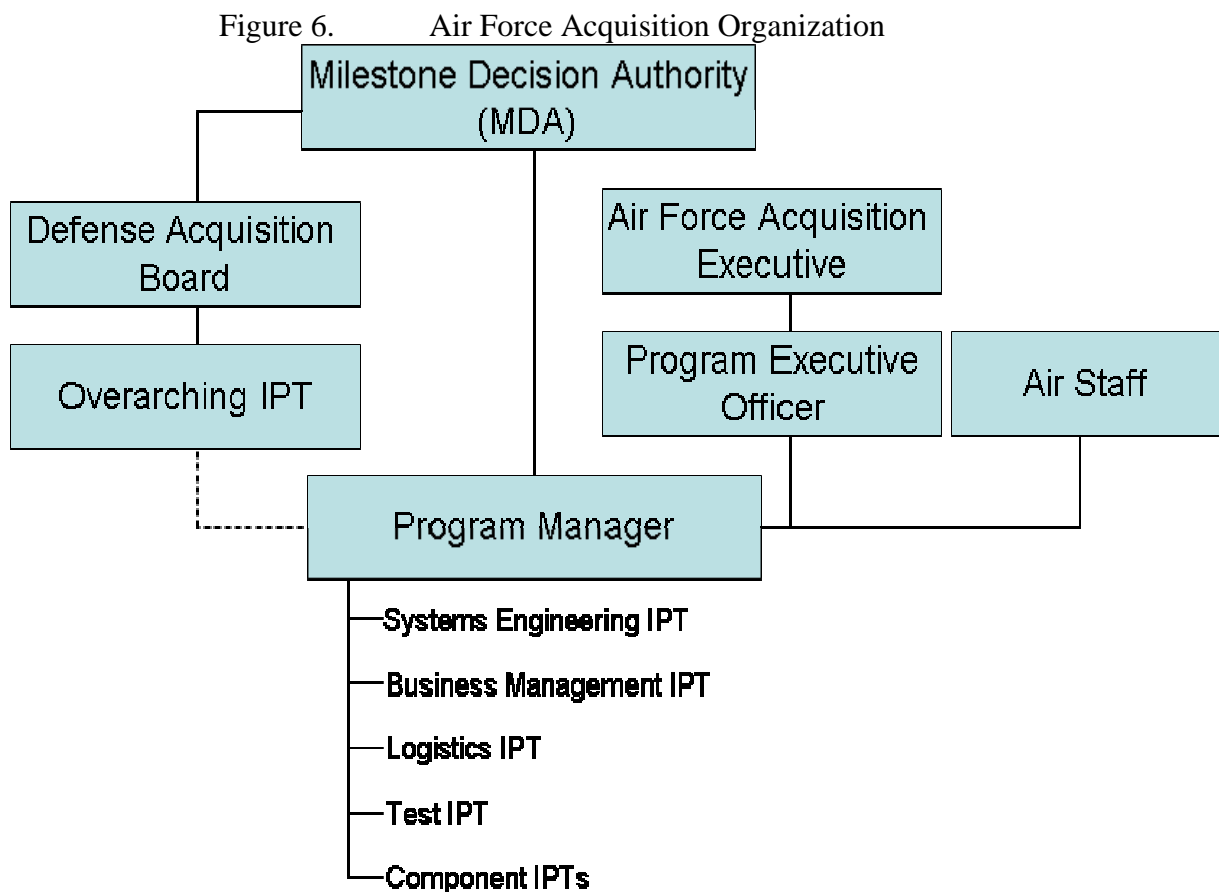 Figure 6. Air Force Acquisition Organization
Milestone Decision Authority
(MDA)
Defense Acquisition
Board
Air Force Acquisition
Executive
Overarching IPT
Program Executive
Officer
Air Staff
Program Manager
Systems Engineering IPT
Business Management IPT
Logistics IPT
Test IPT
Component IPTs